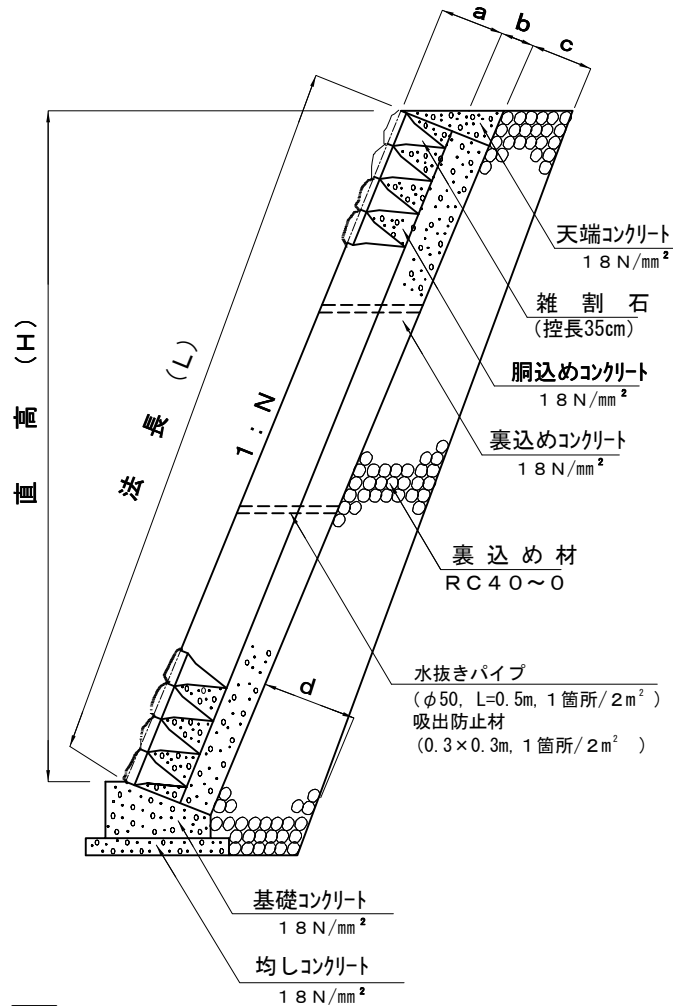 a
b
c
天端コンクリート
18N/mm²
雑割石
(控長35cm)
胴込めコンクリート
18N/mm²
裏込めコンクリート
18N/mm²
直高(H)
法長(L)
1:N
裏込め材
RC40~0
d
水抜きパイプ
(φ50, L=0.5m, 1箇所/2m²)
吸出防止材
(0.3×0.3m, 1箇所/2m²)
基礎コンクリート
18N/mm²
均しコンクリート
18N/mm²